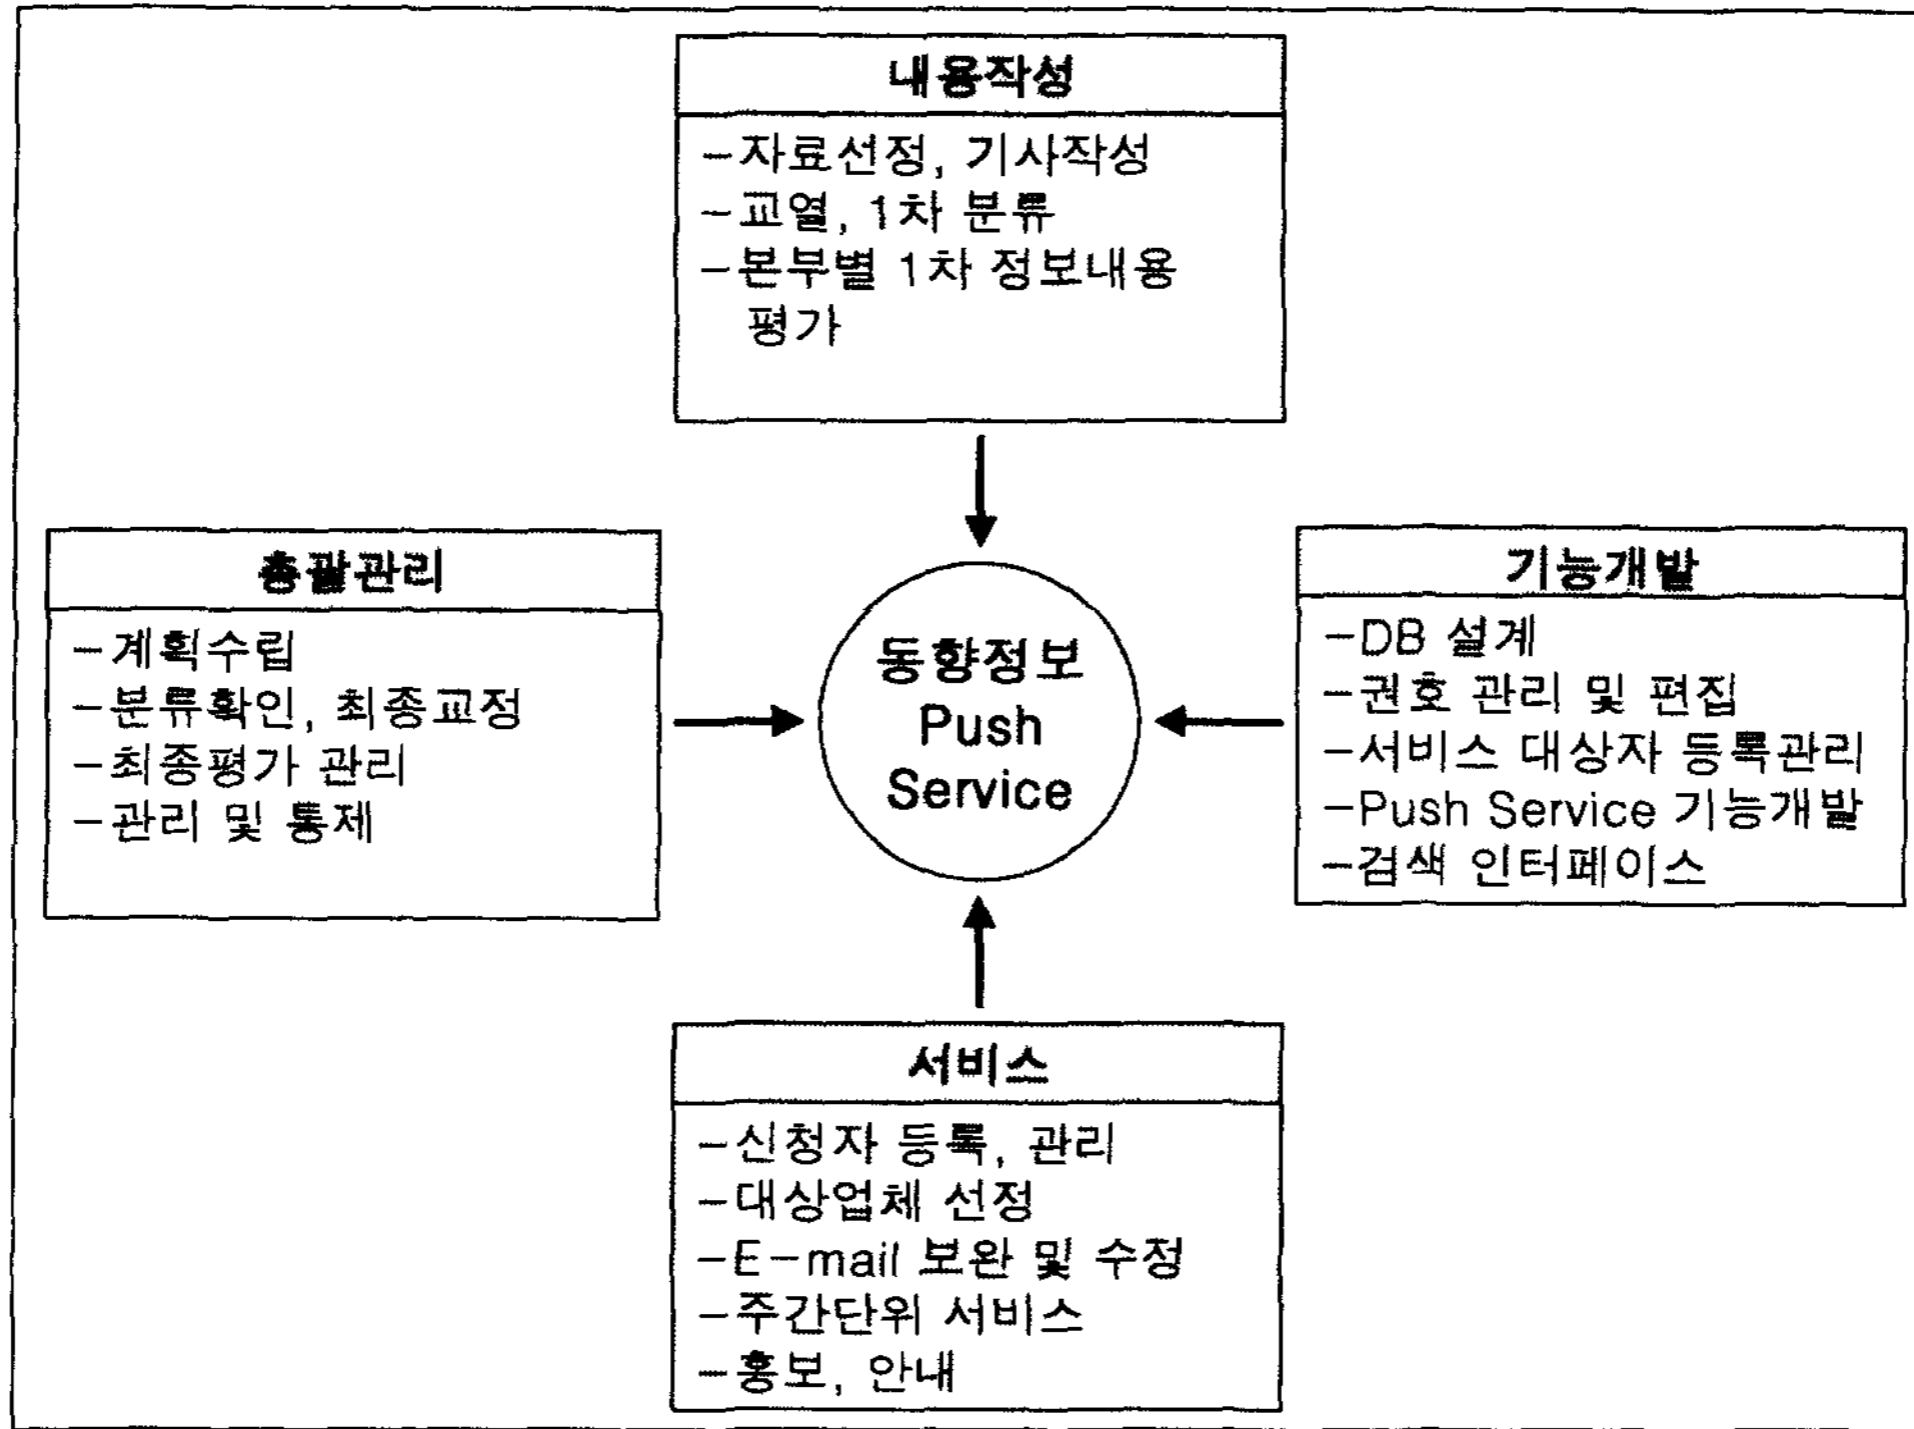 내용작성
-자료선정, 기사작성
-교열, 1차 분류
-본부별 1차 정보내용
평가
총괄관리
-계획수립
-분류확인, 최종교정
-최종평가 관리
-관리 및 통제
동향정보
Push
Service
기능개발
-DB 설계
-권호 관리 및 편집
-서비스 대상자 등록관리
-Push Service 기능개발
-검색 인터페이스
서비스
-신청자 등록, 관리
-대상업체 선정
-E-mail 보완 및 수정
-주간단위 서비스
-홍보, 안내